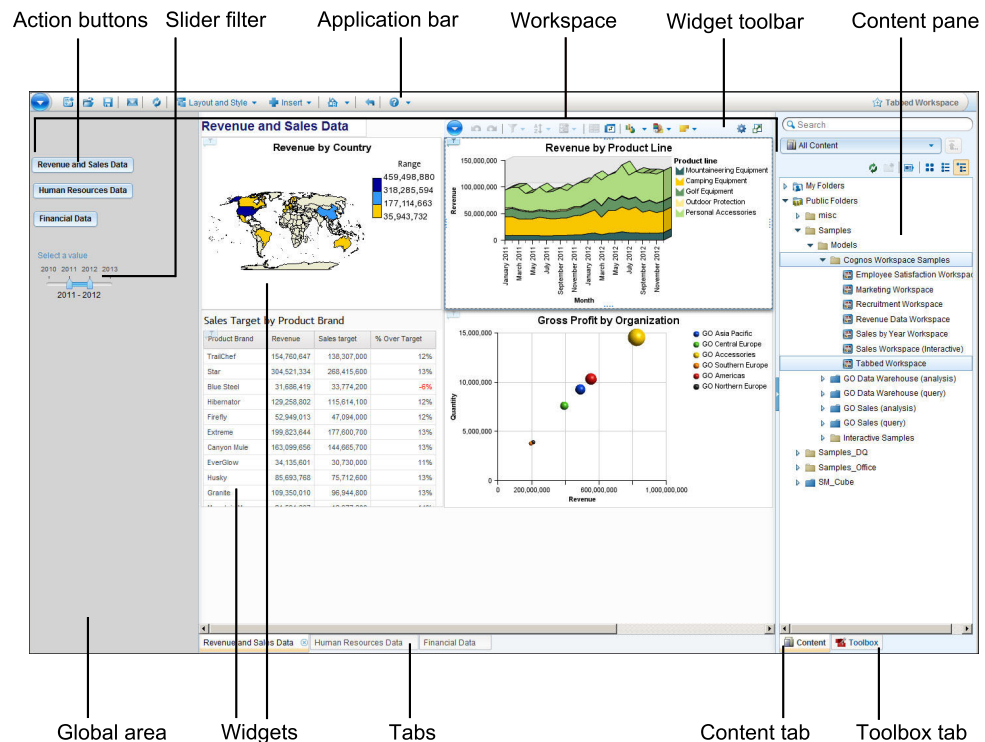 Action buttons Slider filter Application bar Workspace Widget toolbar Content pane
Layout and Style Insert Tabbed Workspace
Revenue and Sales Data
Search
All Content
Revenue and Sales Data
Human Resources Data
Financial Data
Select a value
2010 2011 2012 2013
2011 - 2012
Revenue by Country
Range
459,498,880
318,285,594
177,114,663
35,943,732
Revenue by Product Line
Revenue
150,000,000
100,000,000
50,000,000
0
January 2011
March 2011
May 2011
July 2011
September 2011
November 2011
January 2012
March 2012
May 2012
July 2012
September 2012
November 2012
Month
Product line
Mountaineering Equipment
Camping Equipment
Golf Equipment
Outdoor Protection
Personal Accessories
Sales Target by Product Brand
Product Brand Revenue Sales target % Over Target
TrailChef 154,760,647 138,307,000 12%
Star 304,521,334 268,415,600 13%
Blue Steel 31,686,419 33,774,200 -6%
Hibernator 129,258,802 115,614,100 12%
Firefly 52,949,013 47,094,000 12%
Extreme 199,823,644 177,600,700 13%
Canyon Mule 163,099,656 144,665,700 13%
EverGlow 34,135,601 30,730,000 11%
Husky 85,693,768 75,712,600 13%
Granite 109,350,010 96,944,800 13%
Gross Profit by Organization
Quantity
15,000,000
10,000,000
5,000,000
0
0 200,000,000 600,000,000 1,000,000,000
Revenue
GO Asia Pacific
GO Central Europe
GO Accessories
GO Southern Europe
GO Americas
GO Northern Europe
My Folders
Public Folders
misc
Samples
Models
Cognos Workspace Samples
Employee Satisfaction Workspac
Marketing Workspace
Recruitment Workspace
Revenue Data Workspace
Sales by Year Workspace
Sales Workspace (Interactive)
Tabbed Workspace
GO Data Warehouse (analysis)
GO Data Warehouse (query)
GO Sales (analysis)
GO Sales (query)
Interactive Samples
Samples_DQ
Samples_Office
SM_Cube
Revenue and Sales Data Human Resources Data Financial Data
Content Toolbox
Global area Widgets Tabs Content tab Toolbox tab